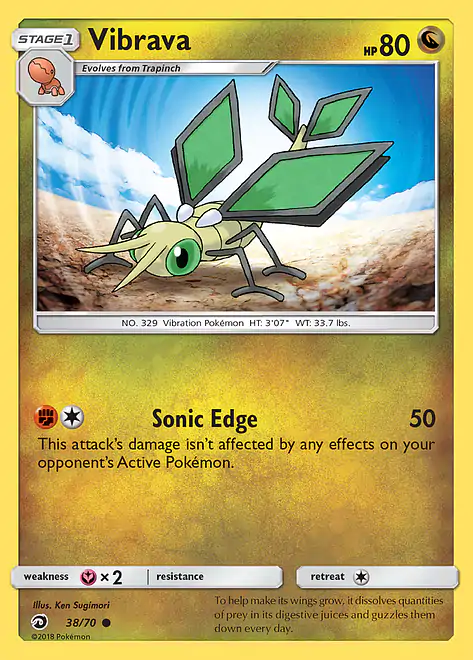 STAGE 1
Vibrava
HP 80
Evolves from Trapinch
NO. 329 Vibration Pokémon HT: 3'07" WT: 33.7 lbs.
Sonic Edge 50
This attack's damage isn't affected by any effects on your
opponent's Active Pokémon.
weakness × 2 resistance retreat
Illus. Ken Sugimori
38/70
©2018 Pokémon
To help make its wings grow, it dissolves quantities
of prey in its digestive juices and guzzles them
down every day.